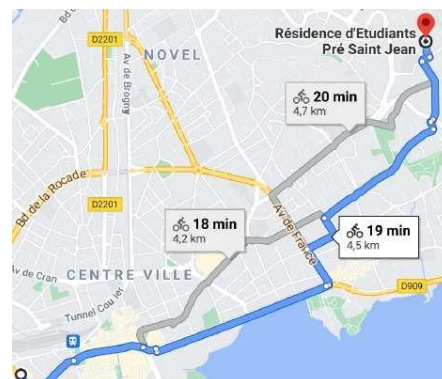 Résidence d'Etudiants
Pré Saint Jean
D2201
NOVEL
Av de Brogny
20 min
4,7 km
Bd de la Rocade
D2201
18 min
4,2 km
Av de France
19 min
4,5 km
Av de Cran
CENTRE VILLE
D909
Tunnel Courier